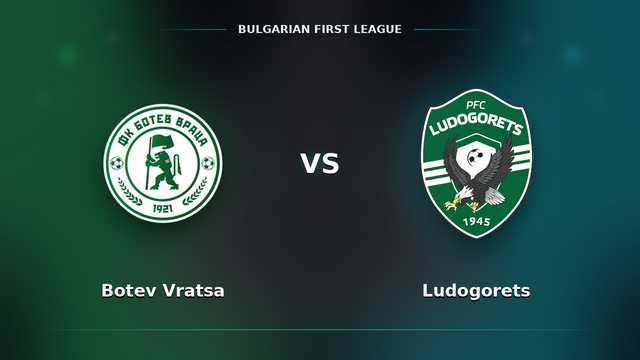 BULGARIAN FIRST LEAGUE
ФК БОТЕВ ВРАЦА
1921
VS
PFC
LUDOGORETS
1945
Botev Vratsa
Ludogorets